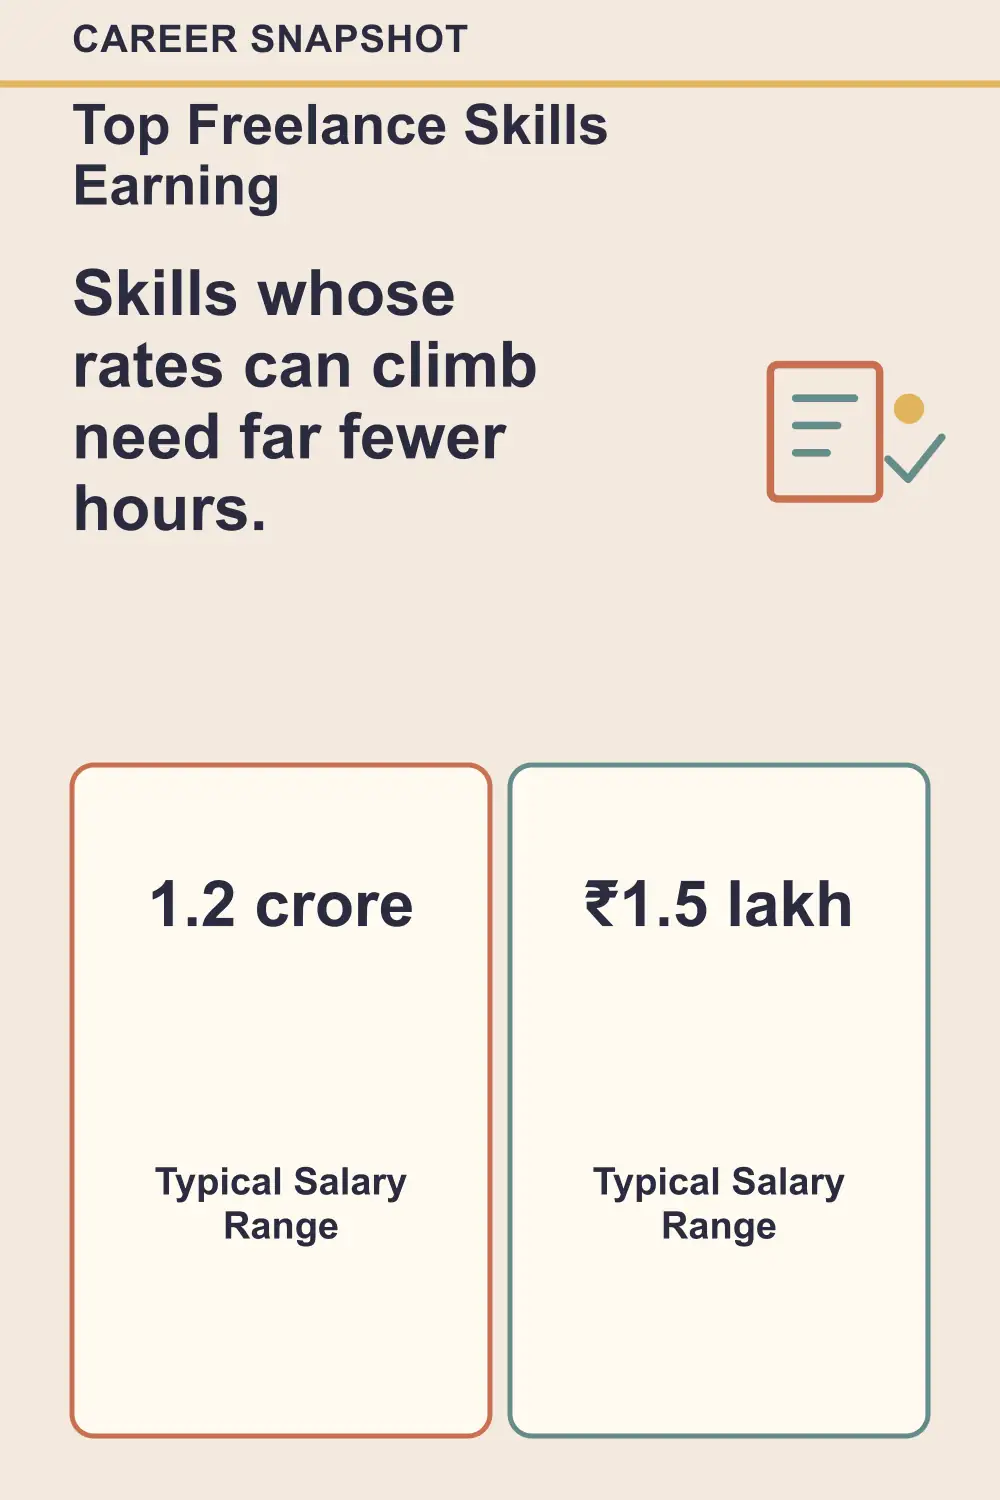 CAREER SNAPSHOT
Top Freelance Skills
Earning
Skills whose
rates can climb
need far fewer
hours.
1.2 crore
Typical Salary
Range
₹1.5 lakh
Typical Salary
Range